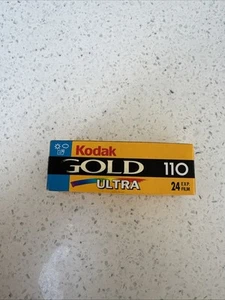 Kodak
GOLD 110
ULTRA
24 EXP.
FILM